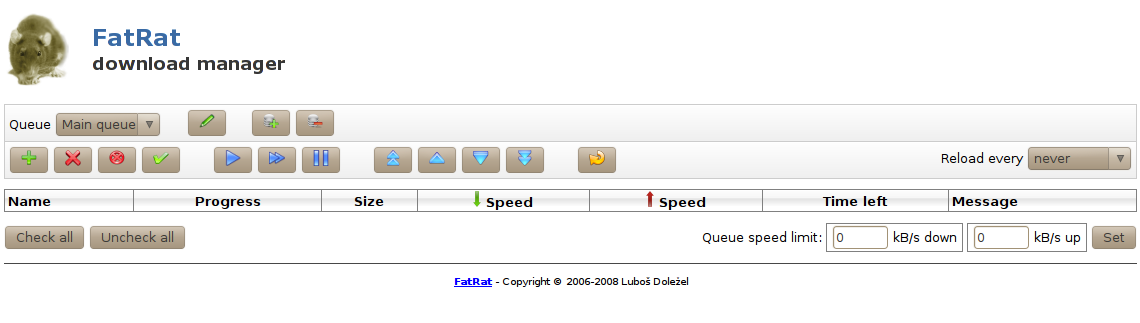 FatRat
download manager
Queue Main queue
Reload every never
Name Progress Size Speed Speed Time left Message
Check all Uncheck all Queue speed limit: 0 kB/s down 0 kB/s up Set
FatRat - Copyright © 2006-2008 Luboš Doležel